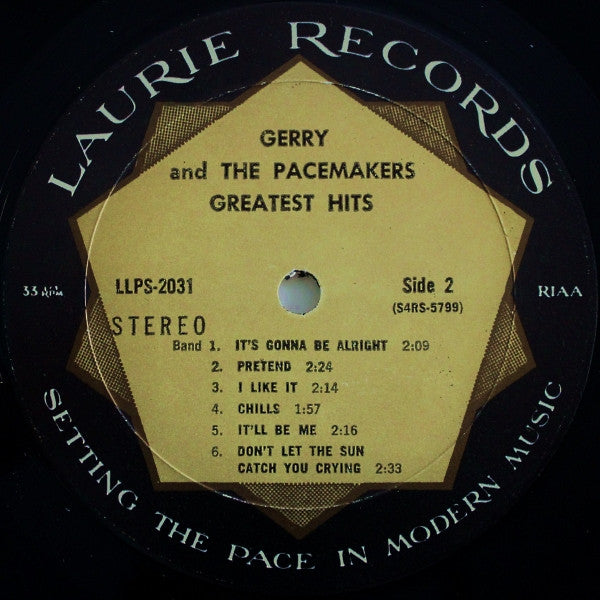 LAURIE RECORDS
GERRY
and THE PACEMAKERS
GREATEST HITS
33 1/3 RPM
LLPS-2031
Side 2
RIAA
(S4RS-5799)
STEREO
Band 1. IT'S GONNA BE ALRIGHT 2:09
2. PRETEND 2:24
3. I LIKE IT 2:14
4. CHILLS 1:57
5. IT'LL BE ME 2:16
6. DON'T LET THE SUN
CATCH YOU CRYING 2:33
SETTING THE PACE IN MODERN MUSIC